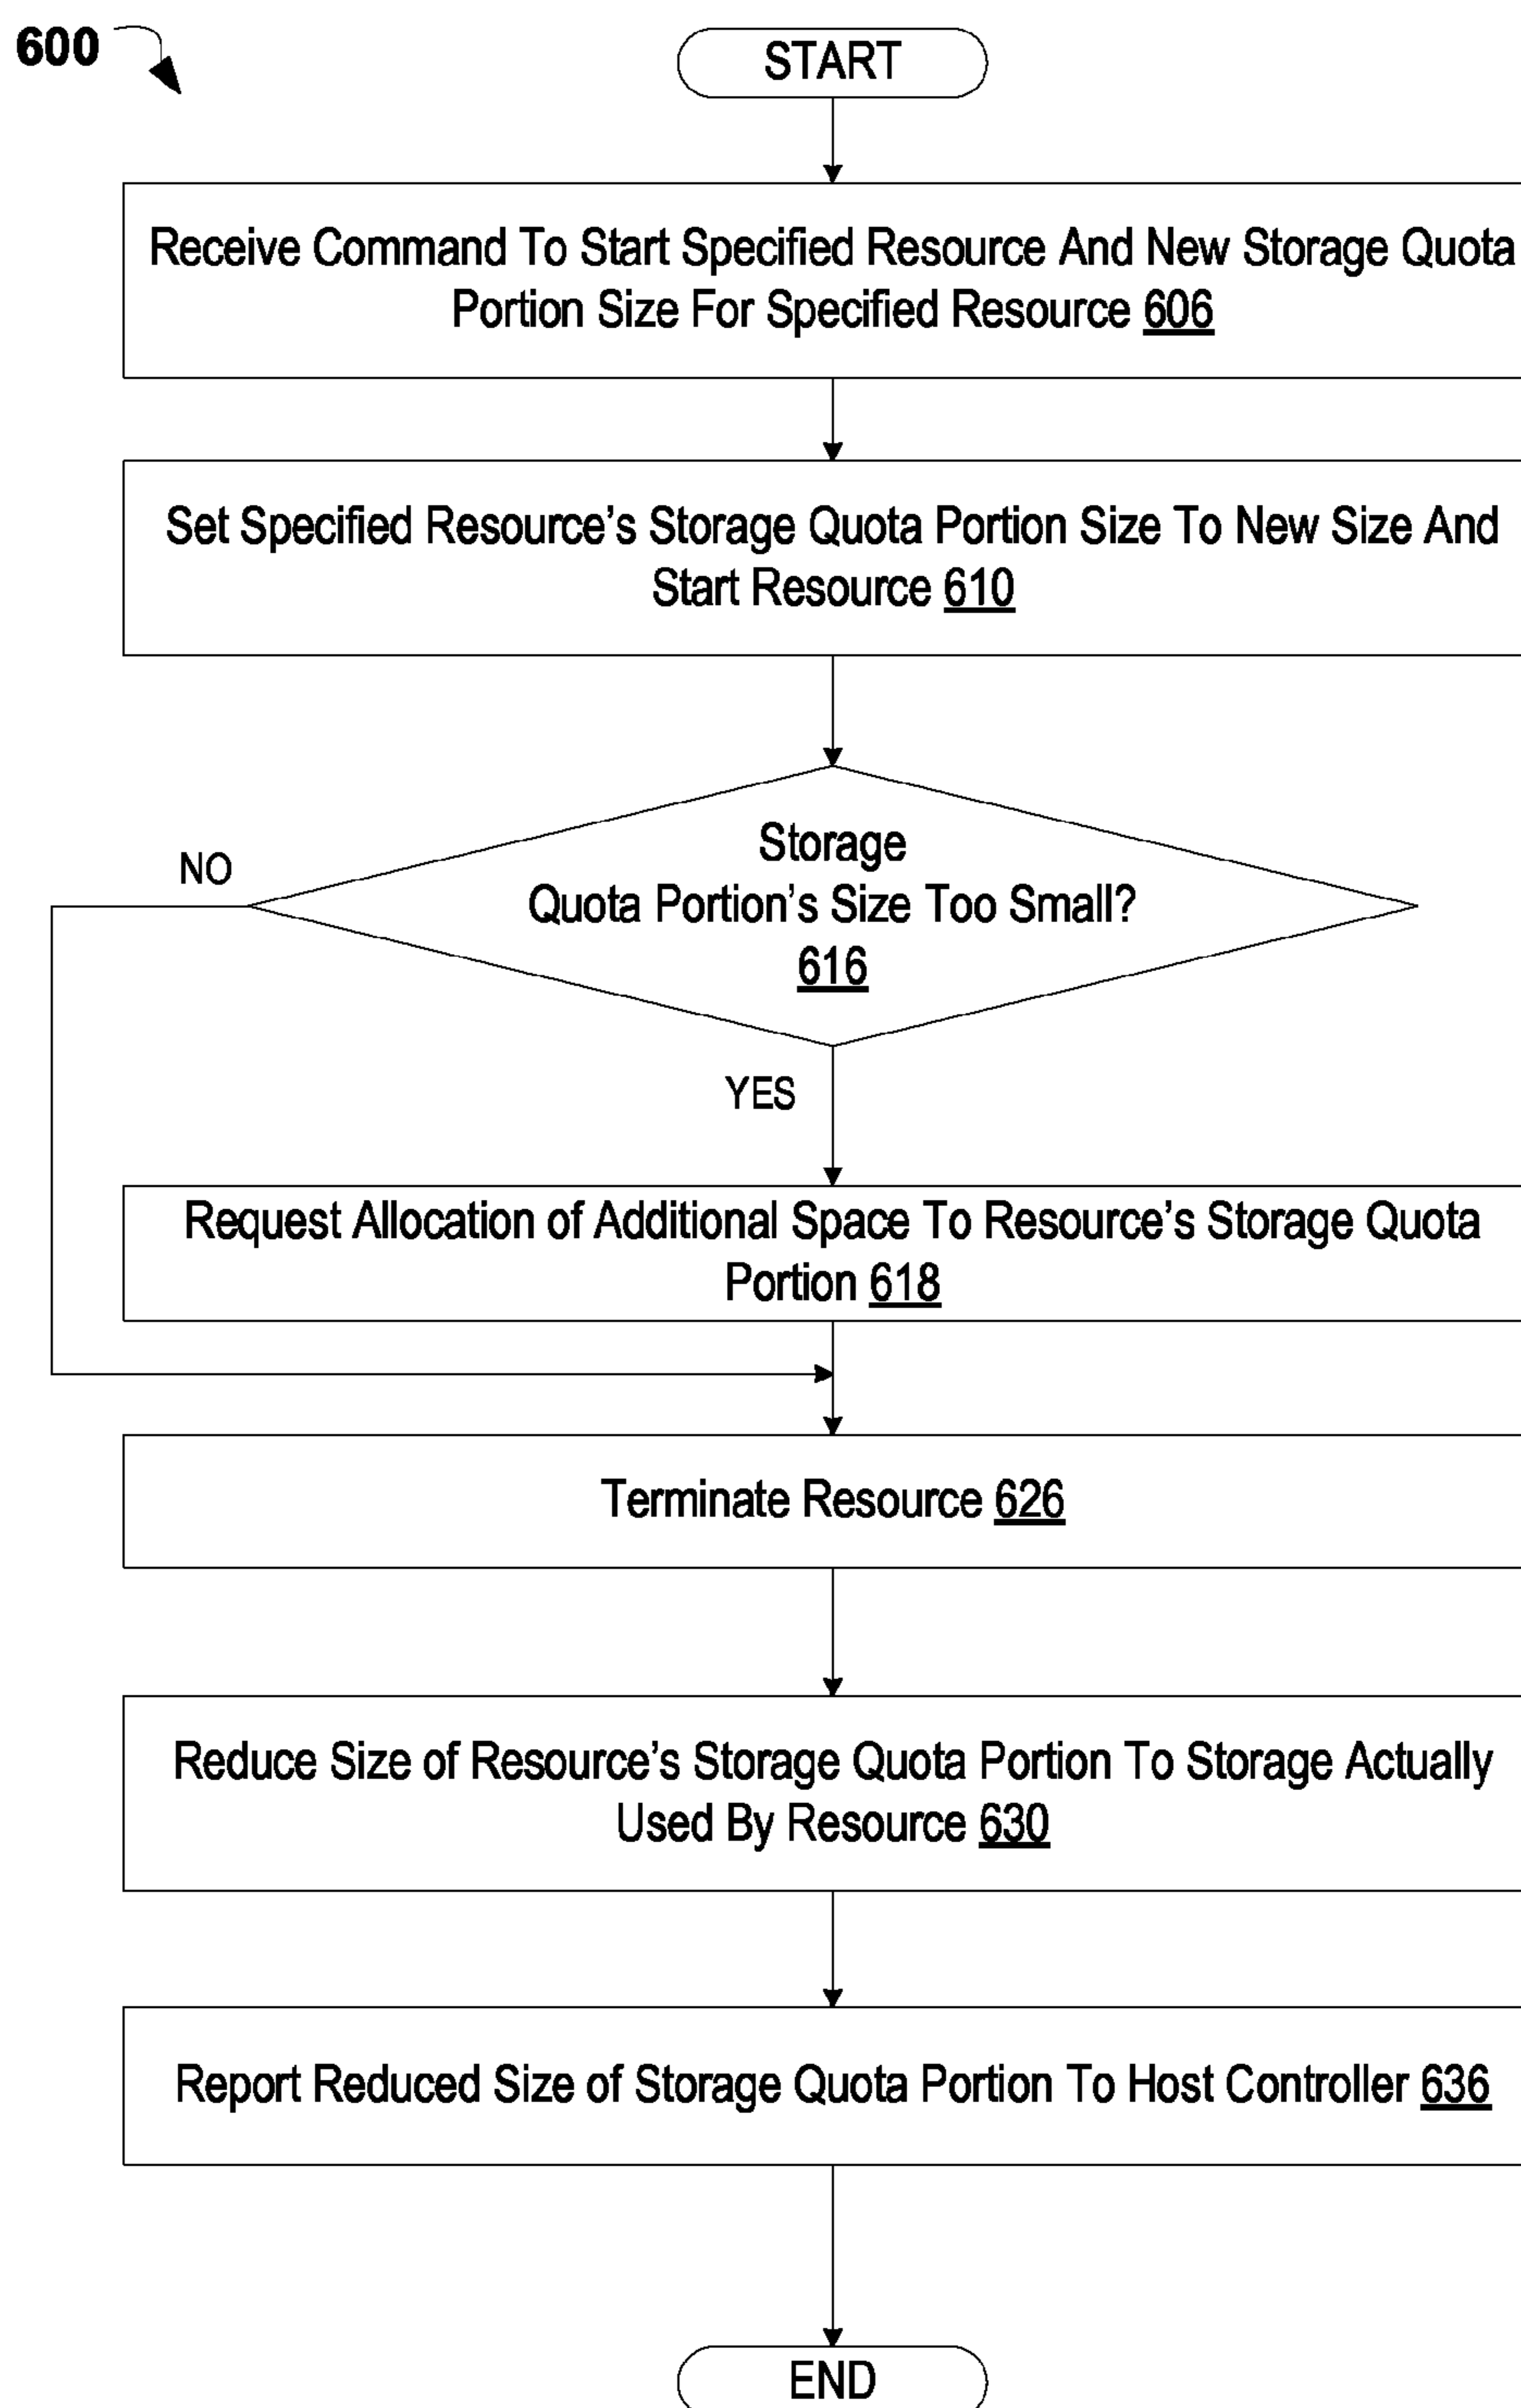 600
START
Receive Command To Start Specified Resource And New Storage Quota
Portion Size For Specified Resource 606
Set Specified Resource's Storage Quota Portion Size To New Size And
Start Resource 610
Storage
Quota Portion's Size Too Small?
616
NO
YES
Request Allocation of Additional Space To Resource's Storage Quota
Portion 618
Terminate Resource 626
Reduce Size of Resource's Storage Quota Portion To Storage Actually
Used By Resource 630
Report Reduced Size of Storage Quota Portion To Host Controller 636
END